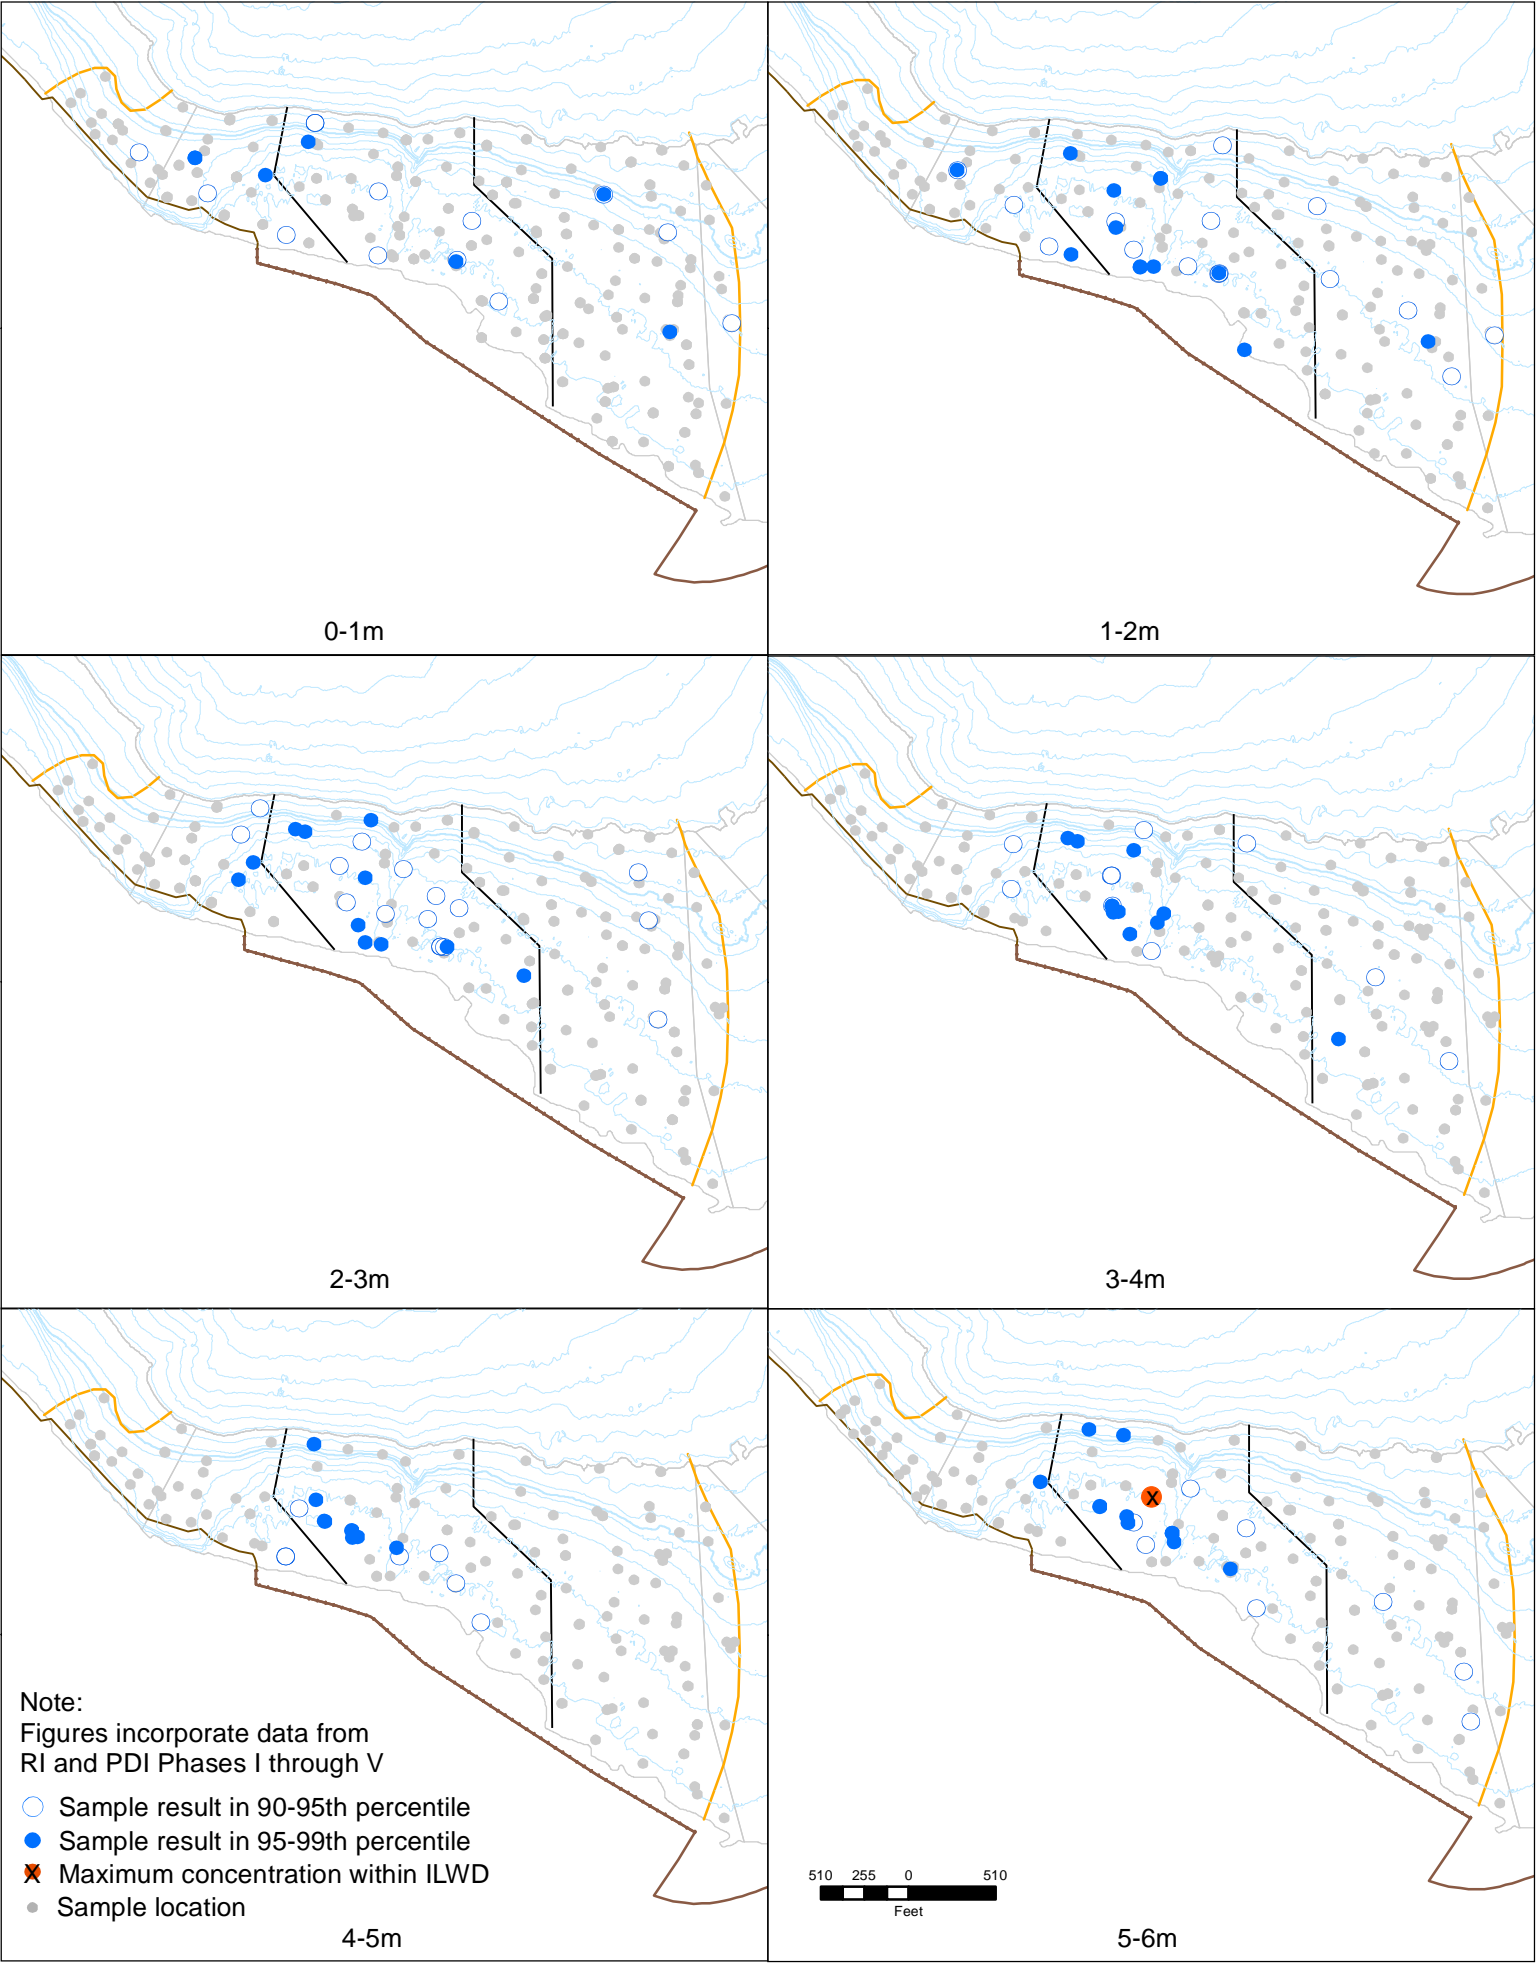 0-1m
1-2m
2-3m
3-4m
Note:
Figures incorporate data from
RI and PDI Phases I through V
Sample result in 90-95th percentile
Sample result in 95-99th percentile
X Maximum concentration within ILWD
Sample location
4-5m
X
510 255 0 510
Feet
5-6m